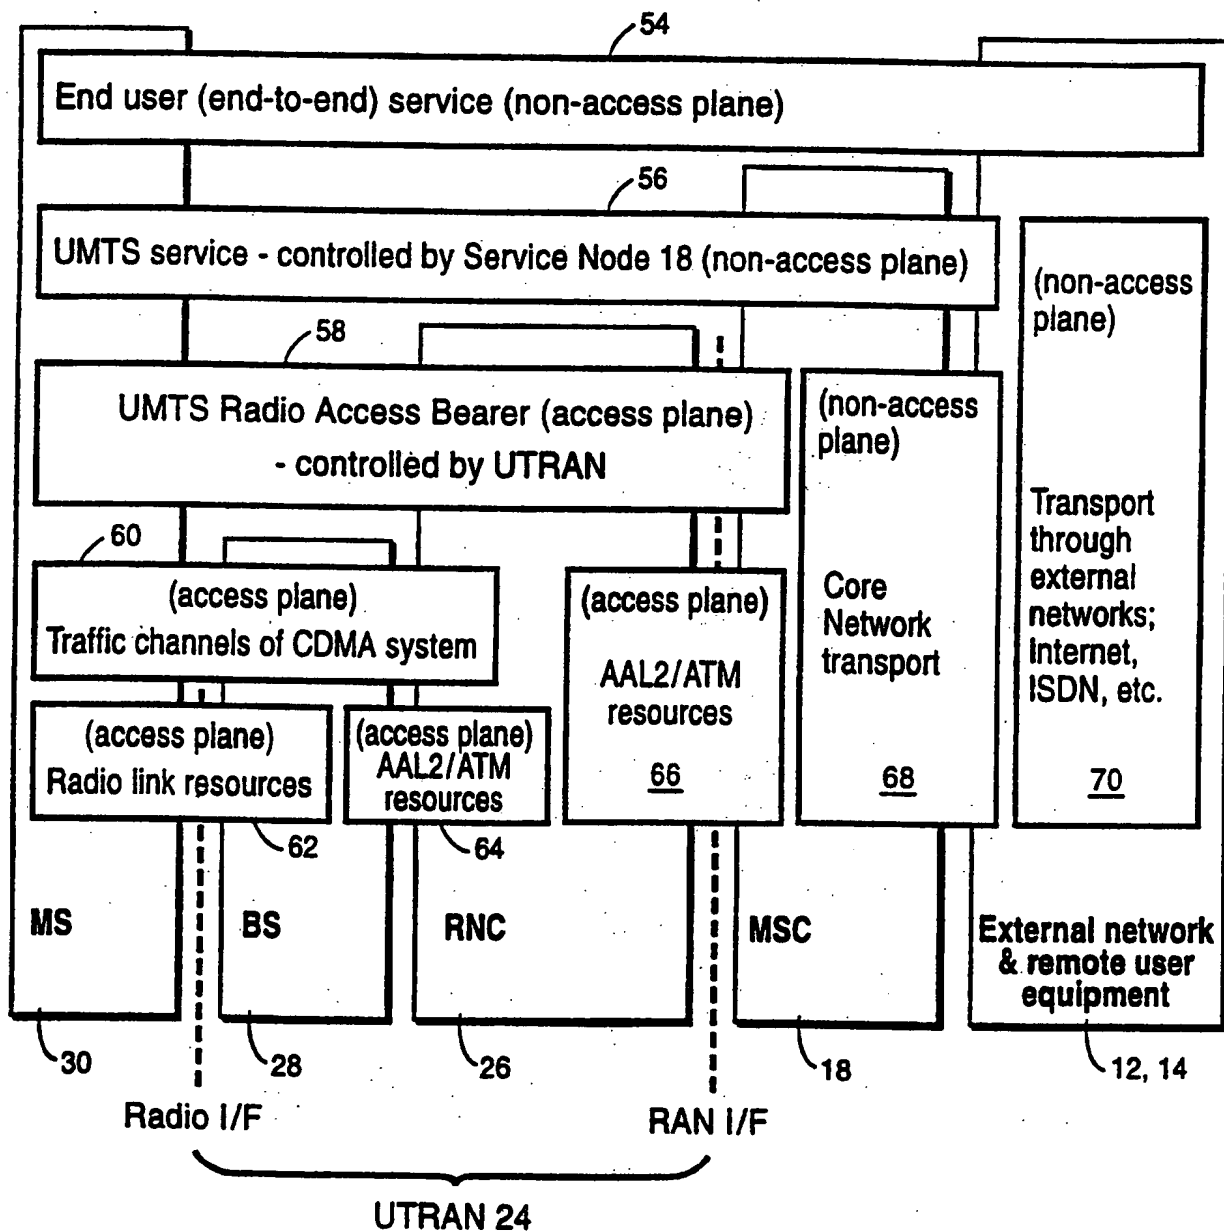 54
End user (end-to-end) service (non-access plane)
56
UMTS service - controlled by Service Node 18 (non-access plane)
58
UMTS Radio Access Bearer (access plane)
- controlled by UTRAN
(non-access
plane)
Core
Network
transport
68
(non-access
plane)
Transport
through
external
networks;
Internet,
ISDN, etc.
70
60
(access plane)
Traffic channels of CDMA system
(access plane)
AAL2/ATM
resources
66
(access plane)
Radio link resources
62
(access plane)
AAL2/ATM
resources
64
MS
BS
RNC
MSC
External network
& remote user
equipment
30
28
26
18
12, 14
Radio I/F
RAN I/F
UTRAN 24